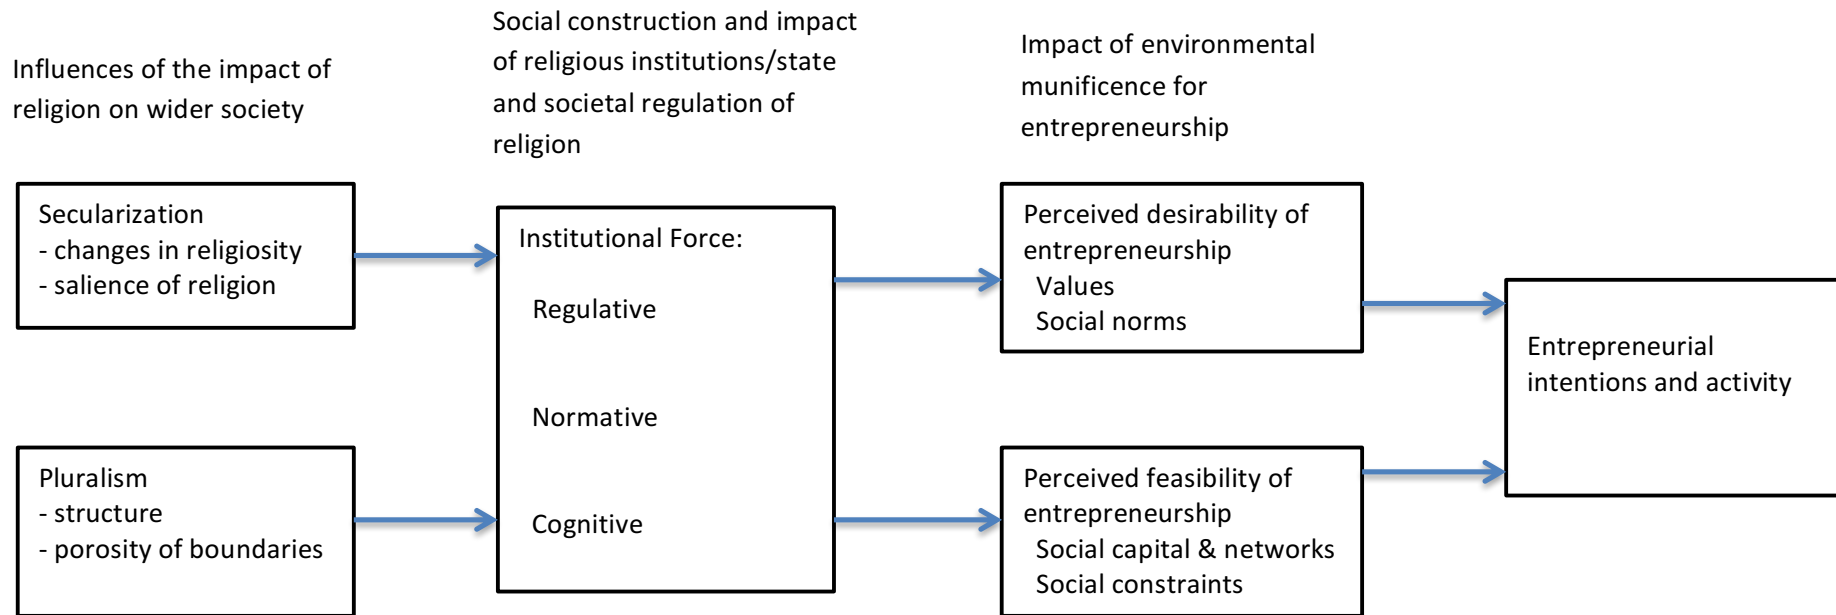 Influences of the impact of
religion on wider society
Social construction and impact
of religious institutions/state
and societal regulation of
religion
Impact of environmental
munificence for
entrepreneurship
Secularization
- changes in religiosity
- salience of religion
Pluralism
- structure
- porosity of boundaries
Institutional Force:
Regulative
Normative
Cognitive
Perceived desirability of
entrepreneurship
Values
Social norms
Perceived feasibility of
entrepreneurship
Social capital & networks
Social constraints
Entrepreneurial
intentions and activity